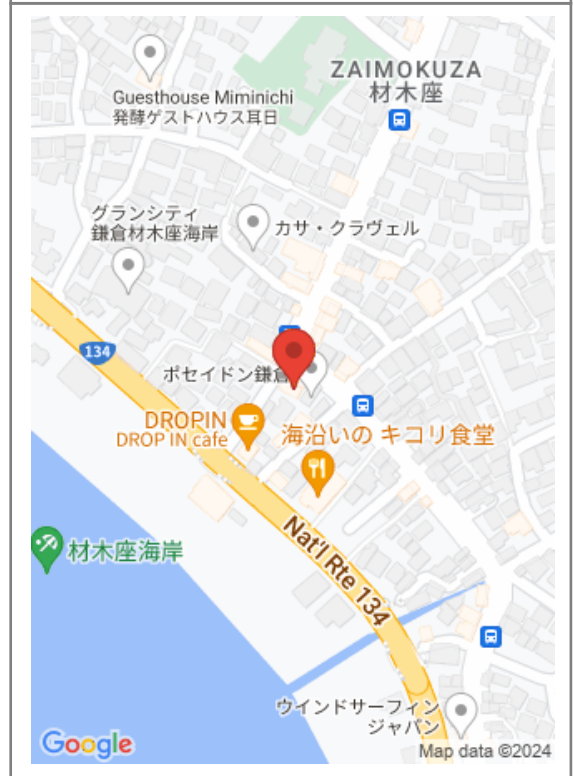 ZAIMOKUZA
材木座
Guesthouse Miminichi
発酵ゲストハウス耳日
グランシティ
鎌倉材木座海岸
カサ・クラヴェル
134
ポセイドン鎌倉
DROPIN
DROP IN cafe
海沿いの キコリ食堂
Nat'l Rte 134
材木座海岸
ウインドサーフィン
ジャパン
Google
Map data ©2024